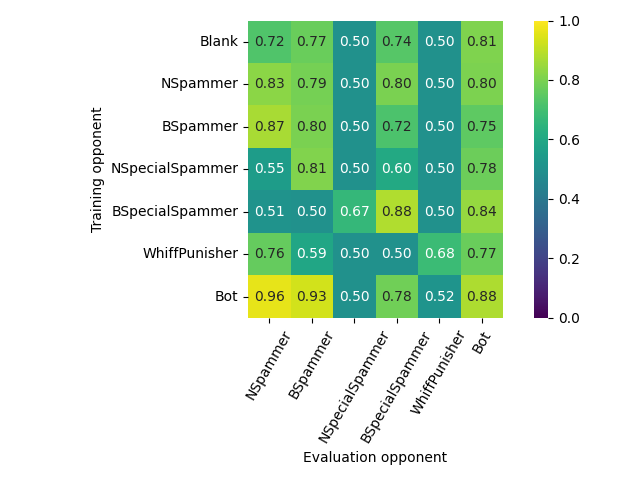 Blank 0.72 0.77 0.50 0.74 0.50 0.81
NSpammer 0.83 0.79 0.50 0.80 0.50 0.80
BSpammer 0.87 0.80 0.50 0.72 0.50 0.75
NSpecialSpammer 0.55 0.81 0.50 0.60 0.50 0.78
BSpecialSpammer 0.51 0.50 0.67 0.88 0.50 0.84
WhiffPunisher 0.76 0.59 0.50 0.50 0.68 0.77
Bot 0.96 0.93 0.50 0.78 0.52 0.88
Training opponent
NSpammer
BSpammer
NSpecialSpammer
BSpecialSpammer
WhiffPunisher
Bot
Evaluation opponent
1.0
0.8
0.6
0.4
0.2
0.0